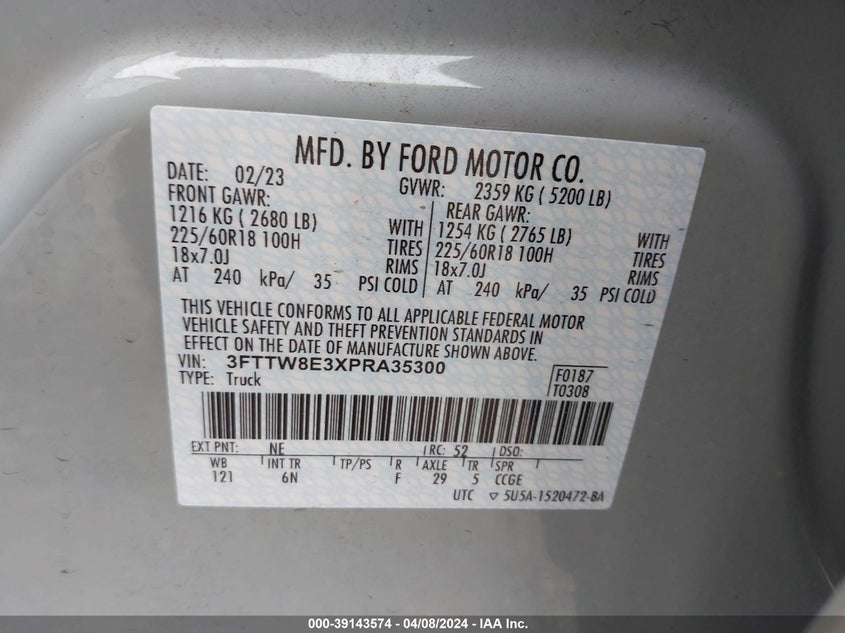 MFD. BY FORD MOTOR CO.
DATE: 02/23 GVWR: 2359 KG ( 5200 LB)
FRONT GAWR: REAR GAWR:
1216 KG ( 2680 LB) WITH 1254 KG ( 2765 LB) WITH
225/60R18 100H TIRES 225/60R18 100H TIRES
18x7.0J RIMS 18x7.0J RIMS
AT 240 kPa/ 35 PSI COLD AT 240 kPa/ 35 PSI COLD
THIS VEHICLE CONFORMS TO ALL APPLICABLE FEDERAL MOTOR
VEHICLE SAFETY AND THEFT PREVENTION STANDARDS IN
EFFECT ON THE DATE OF MANUFACTURE SHOWN ABOVE.
VIN: 3FTTW8E3XPRA35300
TYPE: Truck
F0187
T0308
EXT PNT: NE RC: 52 DSO:
WB INT TR TP/PS R AXLE TR SPR
121 6N F 29 5 CCGE
UTC ▽ 5U5A-1520472-BA
000-39143574 - 04/08/2024 - IAA Inc.